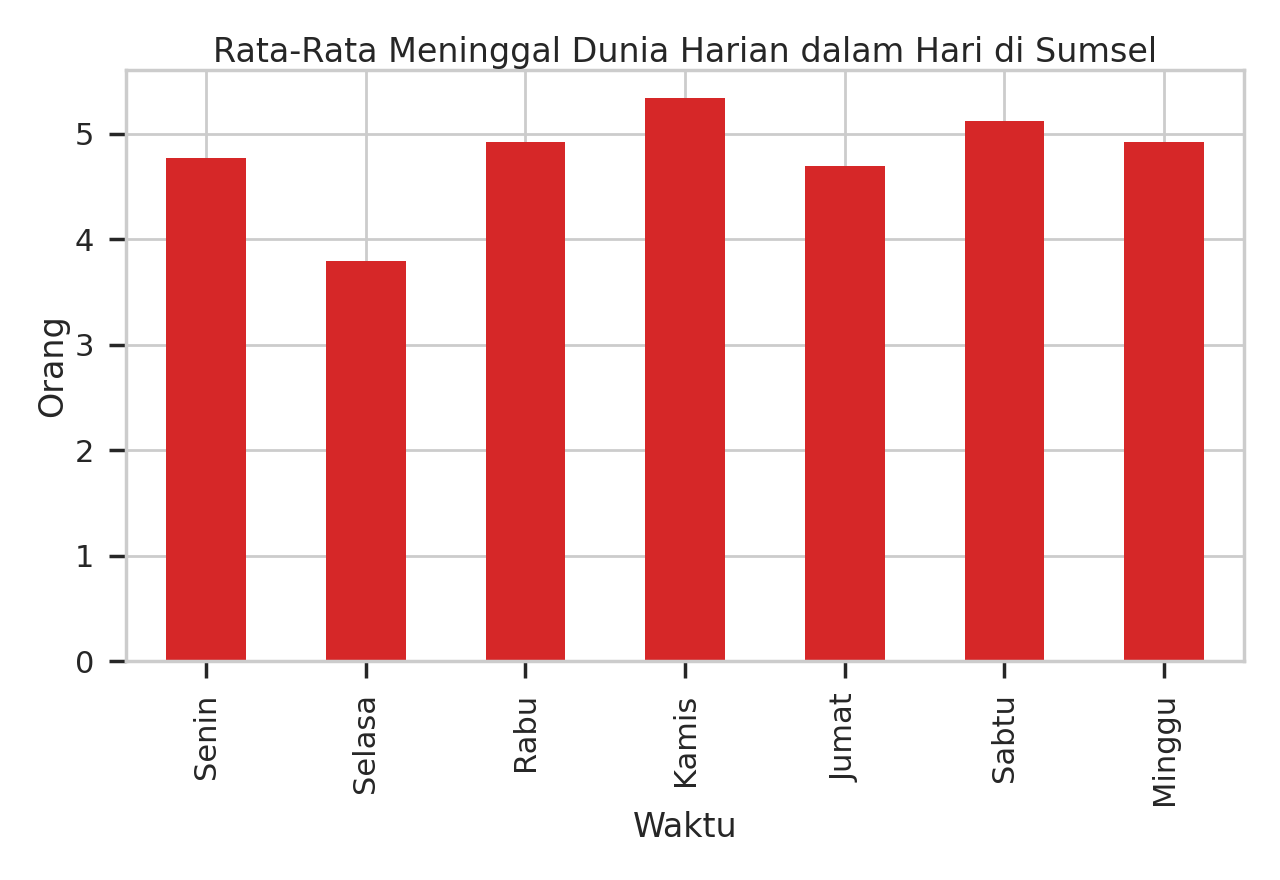 Rata-Rata Meninggal Dunia Harian dalam Hari di Sumsel
5
4
3
2
1
0
Orang
Senin
Selasa
Rabu
Kamis
Jumat
Sabtu
Minggu
Waktu